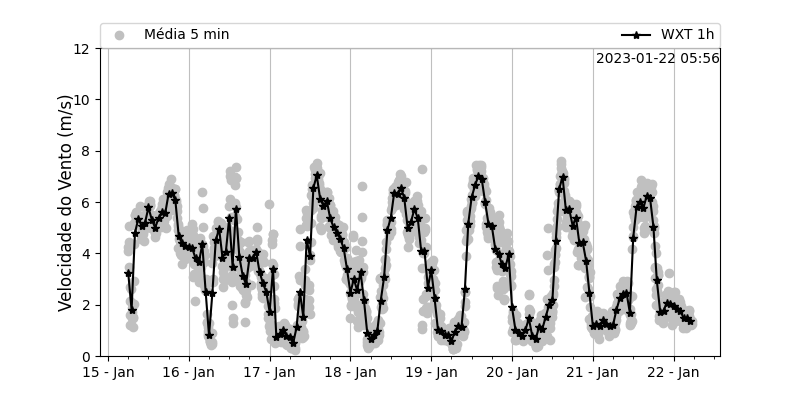 Média 5 min
WXT 1h
2023-01-22 05:56
Velocidade do Vento (m/s)
12
10
8
6
4
2
0
15 - Jan
16 - Jan
17 - Jan
18 - Jan
19 - Jan
20 - Jan
21 - Jan
22 - Jan